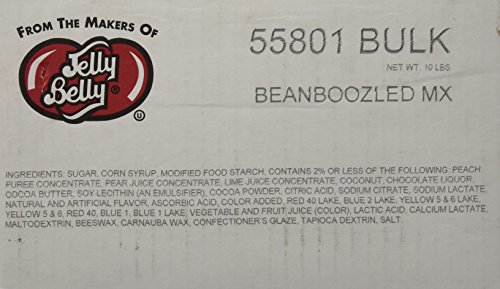 FROM THE MAKERS OF
Jelly
Belly®
U
55801 BULK
NET WT. 10 LBS
BEANBOOZLED MX
INGREDIENTS: SUGAR, CORN SYRUP, MODIFIED FOOD STARCH, CONTAINS 2% OR LESS OF THE FOLLOWING: PEACH
PUREE CONCENTRATE, PEAR JUICE CONCENTRATE, LIME JUICE CONCENTRATE, COCONUT, CHOCOLATE LIQUOR,
COCOA BUTTER, SOY LECITHIN (AN EMULSIFIER), COCOA POWDER, CITRIC ACID, SODIUM CITRATE, SODIUM LACTATE,
NATURAL AND ARTIFICIAL FLAVOR, ASCORBIC ACID, COLOR ADDED, RED 40 LAKE, BLUE 2 LAKE, YELLOW 5 & 6 LAKE,
YELLOW 5 & 6, RED 40, BLUE 1, BLUE 1 LAKE, VEGETABLE AND FRUIT JUICE (COLOR), LACTIC ACID, CALCIUM LACTATE,
MALTODEXTRIN, BEESWAX, CARNAUBA WAX, CONFECTIONER'S GLAZE, TAPIOCA DEXTRIN, SALT.